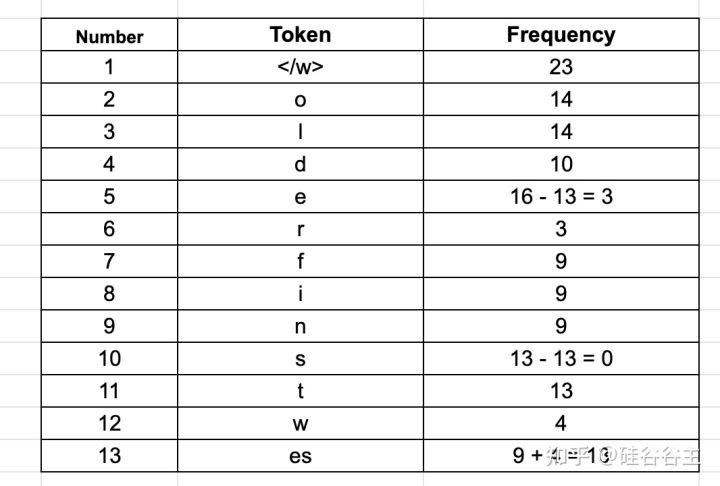 Number Token Frequency
1 </w> 23
2 o 14
3 l 14
4 d 10
5 e 16 - 13 = 3
6 r 3
7 f 9
8 i 9
9 n 9
10 s 13 - 13 = 0
11 t 13
12 w 4
13 es 9 + 4 = 13
知乎 @硅谷谷主